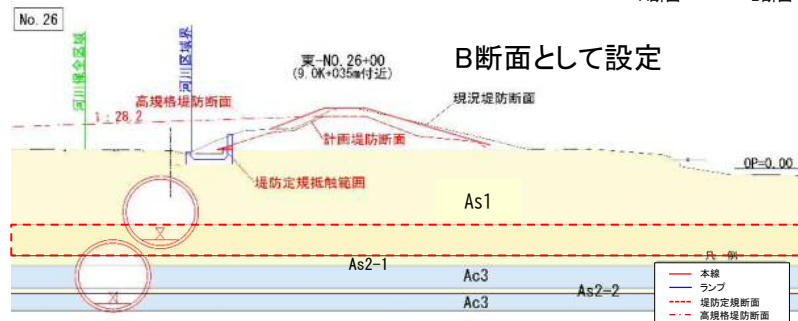 No. 26
河川保全区域
河川区域界
東-NO. 26+00
(9. 0K+035m付近)
B断面として設定
高規格堤防断面
1：28. 2
現況堤防断面
計画堤防断面
堤防定規抵触範囲
OP=0.00
As1
As2-1
Ac3
As2-2
Ac3
凡 例
本線
ランプ
堤防定規断面
高規格堤防断面